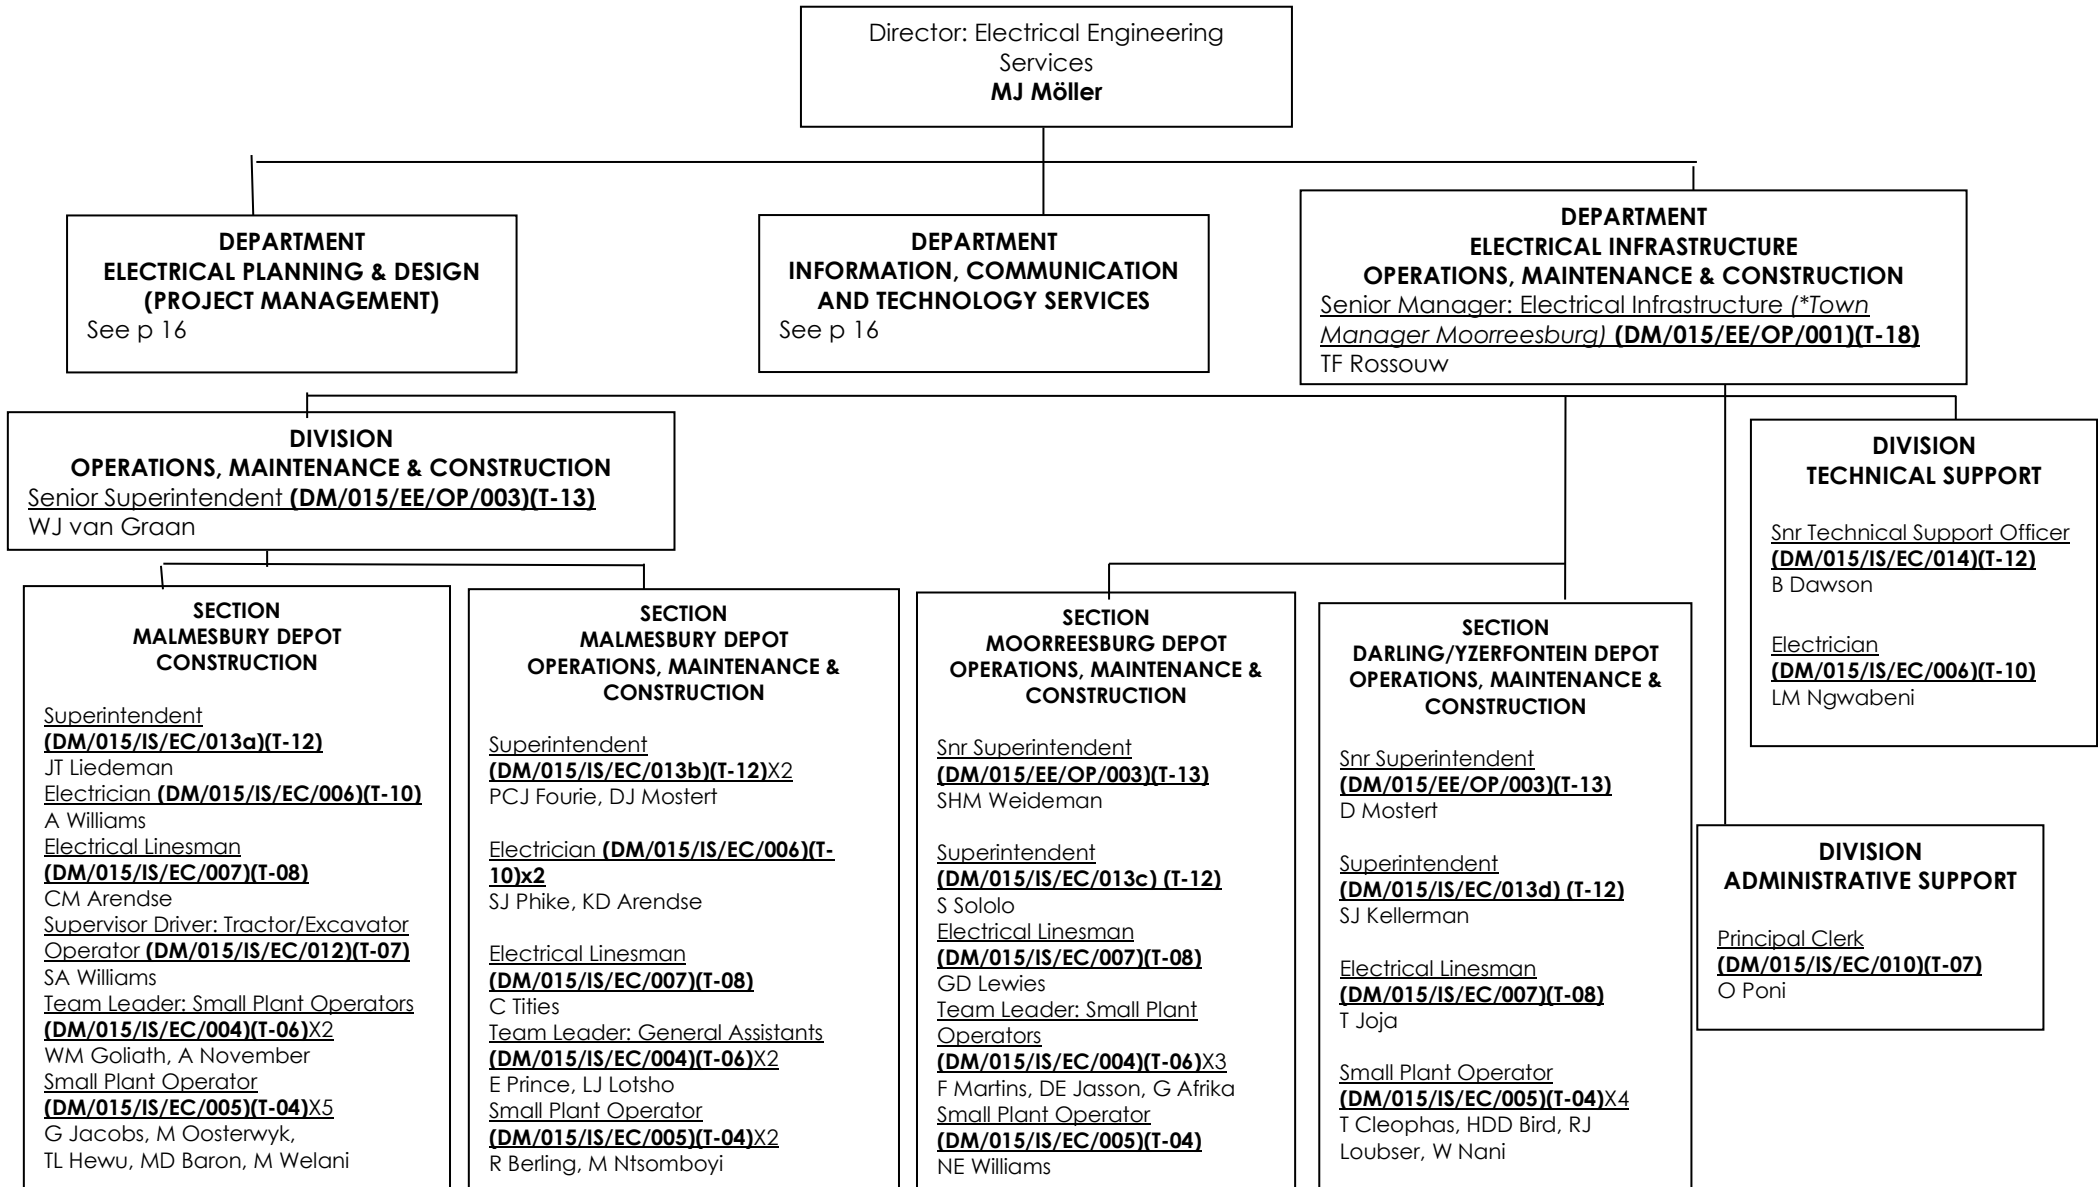 Director: Electrical Engineering
Services
MJ Möller
DEPARTMENT
ELECTRICAL PLANNING & DESIGN
(PROJECT MANAGEMENT)
See p 16
DEPARTMENT
INFORMATION, COMMUNICATION
AND TECHNOLOGY SERVICES
See p 16
DEPARTMENT
ELECTRICAL INFRASTRUCTURE
OPERATIONS, MAINTENANCE & CONSTRUCTION
Senior Manager: Electrical Infrastructure (*Town
Manager Moorreesburg) (DM/015/EE/OP/001)(T-18)
TF Rossouw
DIVISION
OPERATIONS, MAINTENANCE & CONSTRUCTION
Senior Superintendent (DM/015/EE/OP/003)(T-13)
WJ van Graan
DIVISION
TECHNICAL SUPPORT
Snr Technical Support Officer
(DM/015/IS/EC/014)(T-12)
B Dawson
Electrician
(DM/015/IS/EC/006)(T-10)
LM Ngwabeni
SECTION
MALMESBURY DEPOT
CONSTRUCTION
Superintendent
(DM/015/IS/EC/013a)(T-12)
JT Liedeman
Electrician (DM/015/IS/EC/006)(T-10)
A Williams
Electrical Linesman
(DM/015/IS/EC/007)(T-08)
CM Arendse
Supervisor Driver: Tractor/Excavator
Operator (DM/015/IS/EC/012)(T-07)
SA Williams
Team Leader: Small Plant Operators
(DM/015/IS/EC/004)(T-06)X2
WM Goliath, A November
Small Plant Operator
(DM/015/IS/EC/005)(T-04)X5
G Jacobs, M Oosterwyk,
TL Hewu, MD Baron, M Welani
SECTION
MALMESBURY DEPOT
OPERATIONS, MAINTENANCE &
CONSTRUCTION
Superintendent
(DM/015/IS/EC/013b)(T-12)X2
PCJ Fourie, DJ Mostert
Electrician (DM/015/IS/EC/006)(T-
10)x2
SJ Phike, KD Arendse
Electrical Linesman
(DM/015/IS/EC/007)(T-08)
C Tities
Team Leader: General Assistants
(DM/015/IS/EC/004)(T-06)X2
E Prince, LJ Lotsho
Small Plant Operator
(DM/015/IS/EC/005)(T-04)X2
R Berling, M Ntsomboyi
SECTION
MOORREESBURG DEPOT
OPERATIONS, MAINTENANCE &
CONSTRUCTION
Snr Superintendent
(DM/015/EE/OP/003)(T-13)
SHM Weideman
Superintendent
(DM/015/IS/EC/013c) (T-12)
S Sololo
Electrical Linesman
(DM/015/IS/EC/007)(T-08)
GD Lewies
Team Leader: Small Plant
Operators
(DM/015/IS/EC/004)(T-06)X3
F Martins, DE Jasson, G Afrika
Small Plant Operator
(DM/015/IS/EC/005)(T-04)
NE Williams
SECTION
DARLING/YZERFONTEIN DEPOT
OPERATIONS, MAINTENANCE &
CONSTRUCTION
Snr Superintendent
(DM/015/EE/OP/003)(T-13)
D Mostert
Superintendent
(DM/015/IS/EC/013d) (T-12)
SJ Kellerman
Electrical Linesman
(DM/015/IS/EC/007)(T-08)
T Joja
Small Plant Operator
(DM/015/IS/EC/005)(T-04)X4
T Cleophas, HDD Bird, RJ
Loubser, W Nani
DIVISION
ADMINISTRATIVE SUPPORT
Principal Clerk
(DM/015/IS/EC/010)(T-07)
O Poni